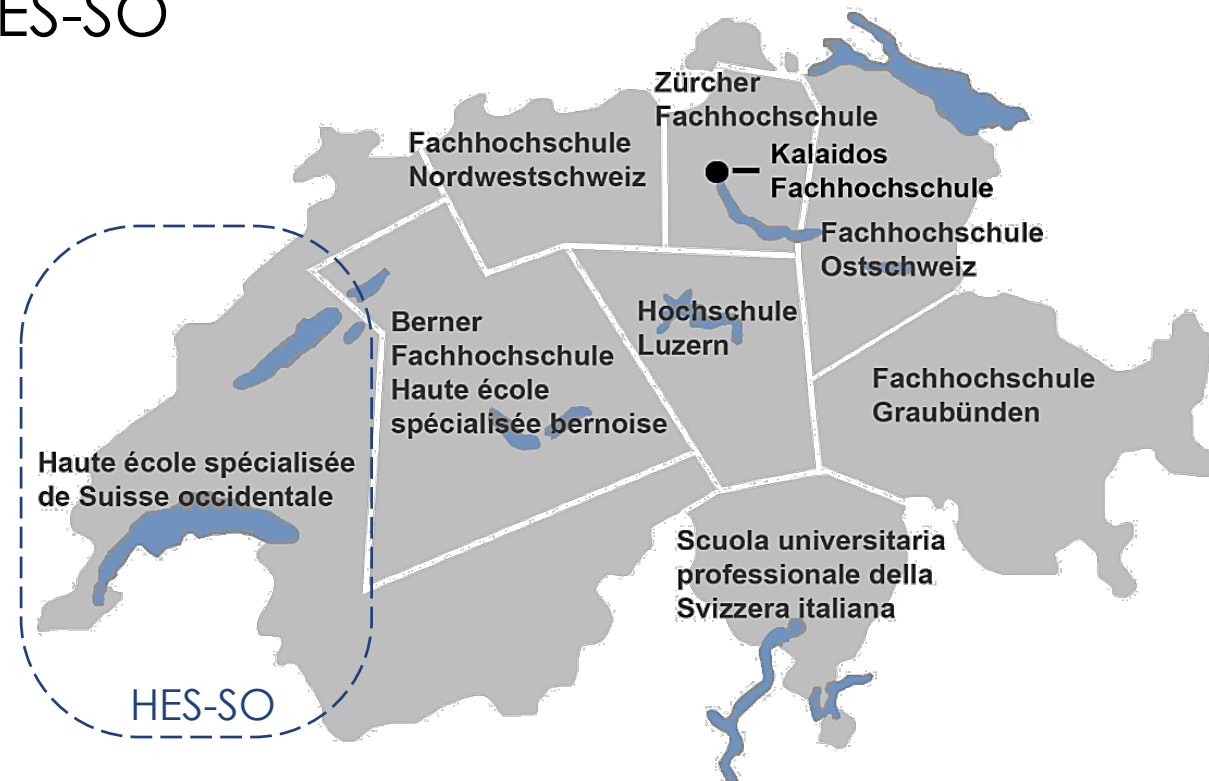 ES-SO
Zürcher
Fachhochschule
Fachhochschule
Nordwestschweiz
Kalaidos
Fachhochschule
Fachhochschule
Ostschweiz
Hochschule
Luzern
Berner
Fachhochschule
Haute école
spécialisée bernoise
Fachhochschule
Graubünden
Haute école spécialisée
de Suisse occidentale
Scuola universitaria
professionale della
Svizzera italiana
HES-SO